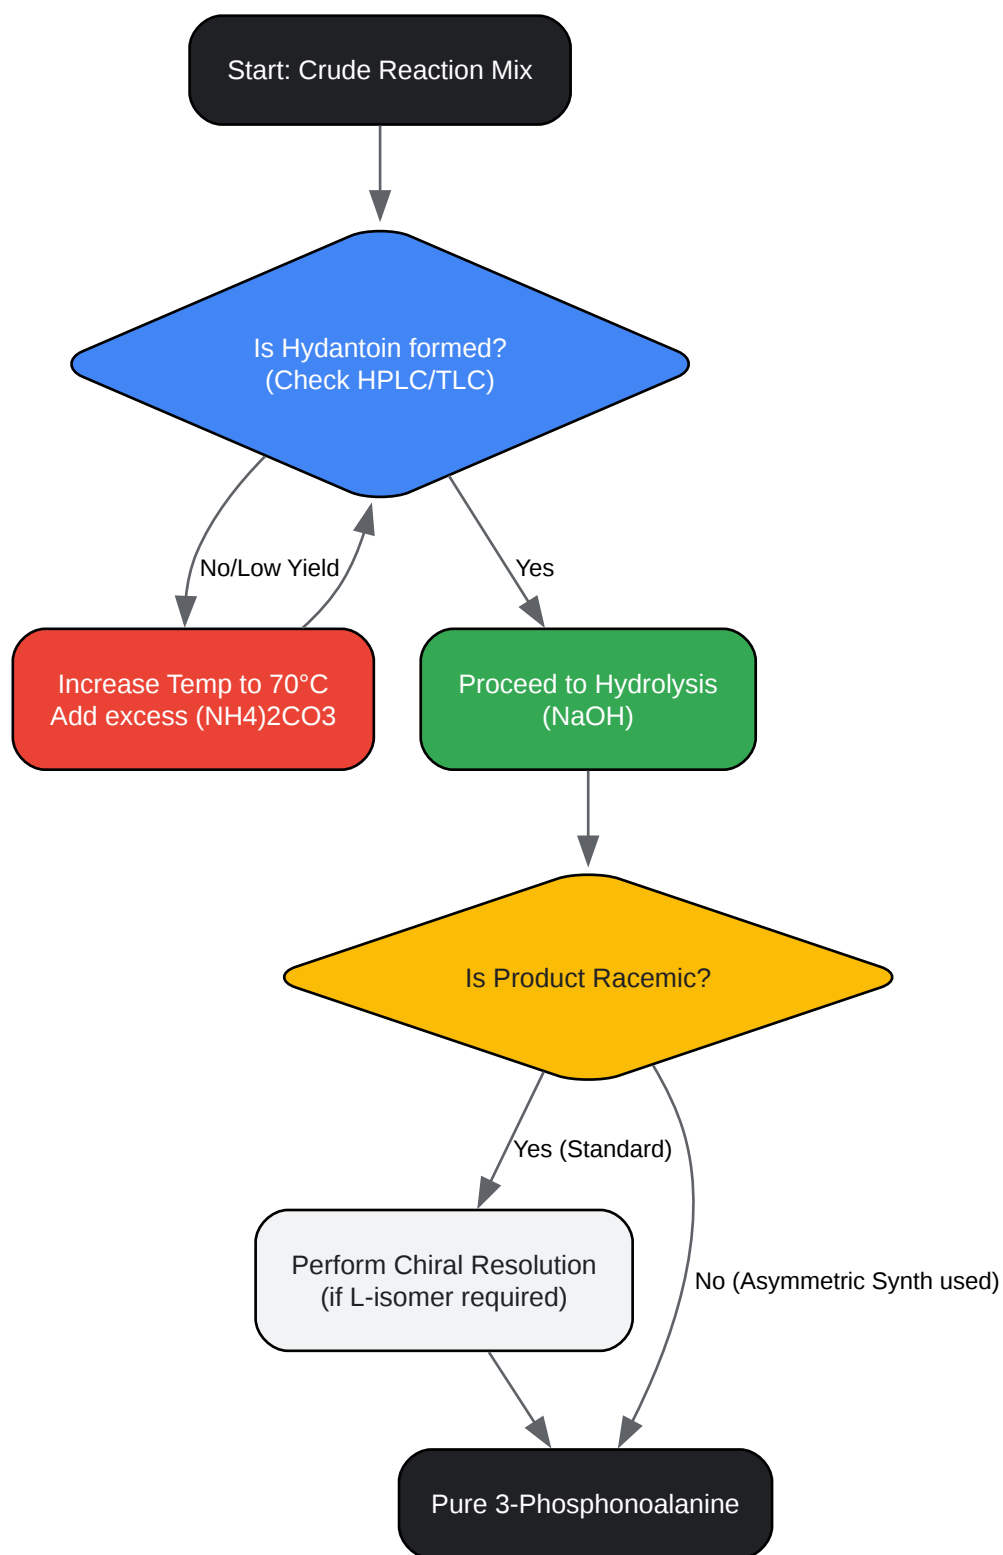 Start: Crude Reaction Mix
Is Hydantoin formed?
(Check HPLC/TLC)
No/Low Yield
Yes
Increase Temp to 70°C
Add excess (NH4)2CO3
Proceed to Hydrolysis
(NaOH)
Is Product Racemic?
Yes (Standard)
Perform Chiral Resolution
(if L-isomer required)
No (Asymmetric Synth used)
Pure 3-Phosphonoalanine